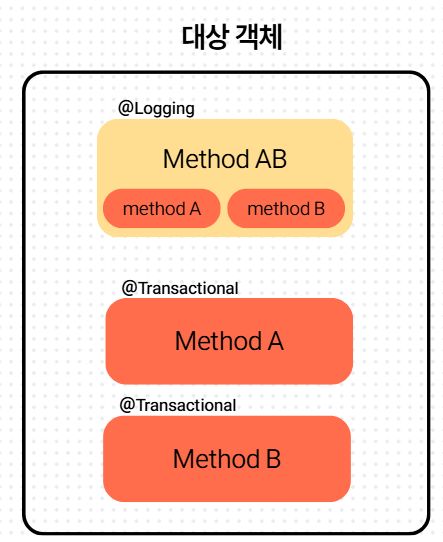 대상 객체
@Logging
Method AB
method A method B
@Transactional
Method A
@Transactional
Method B